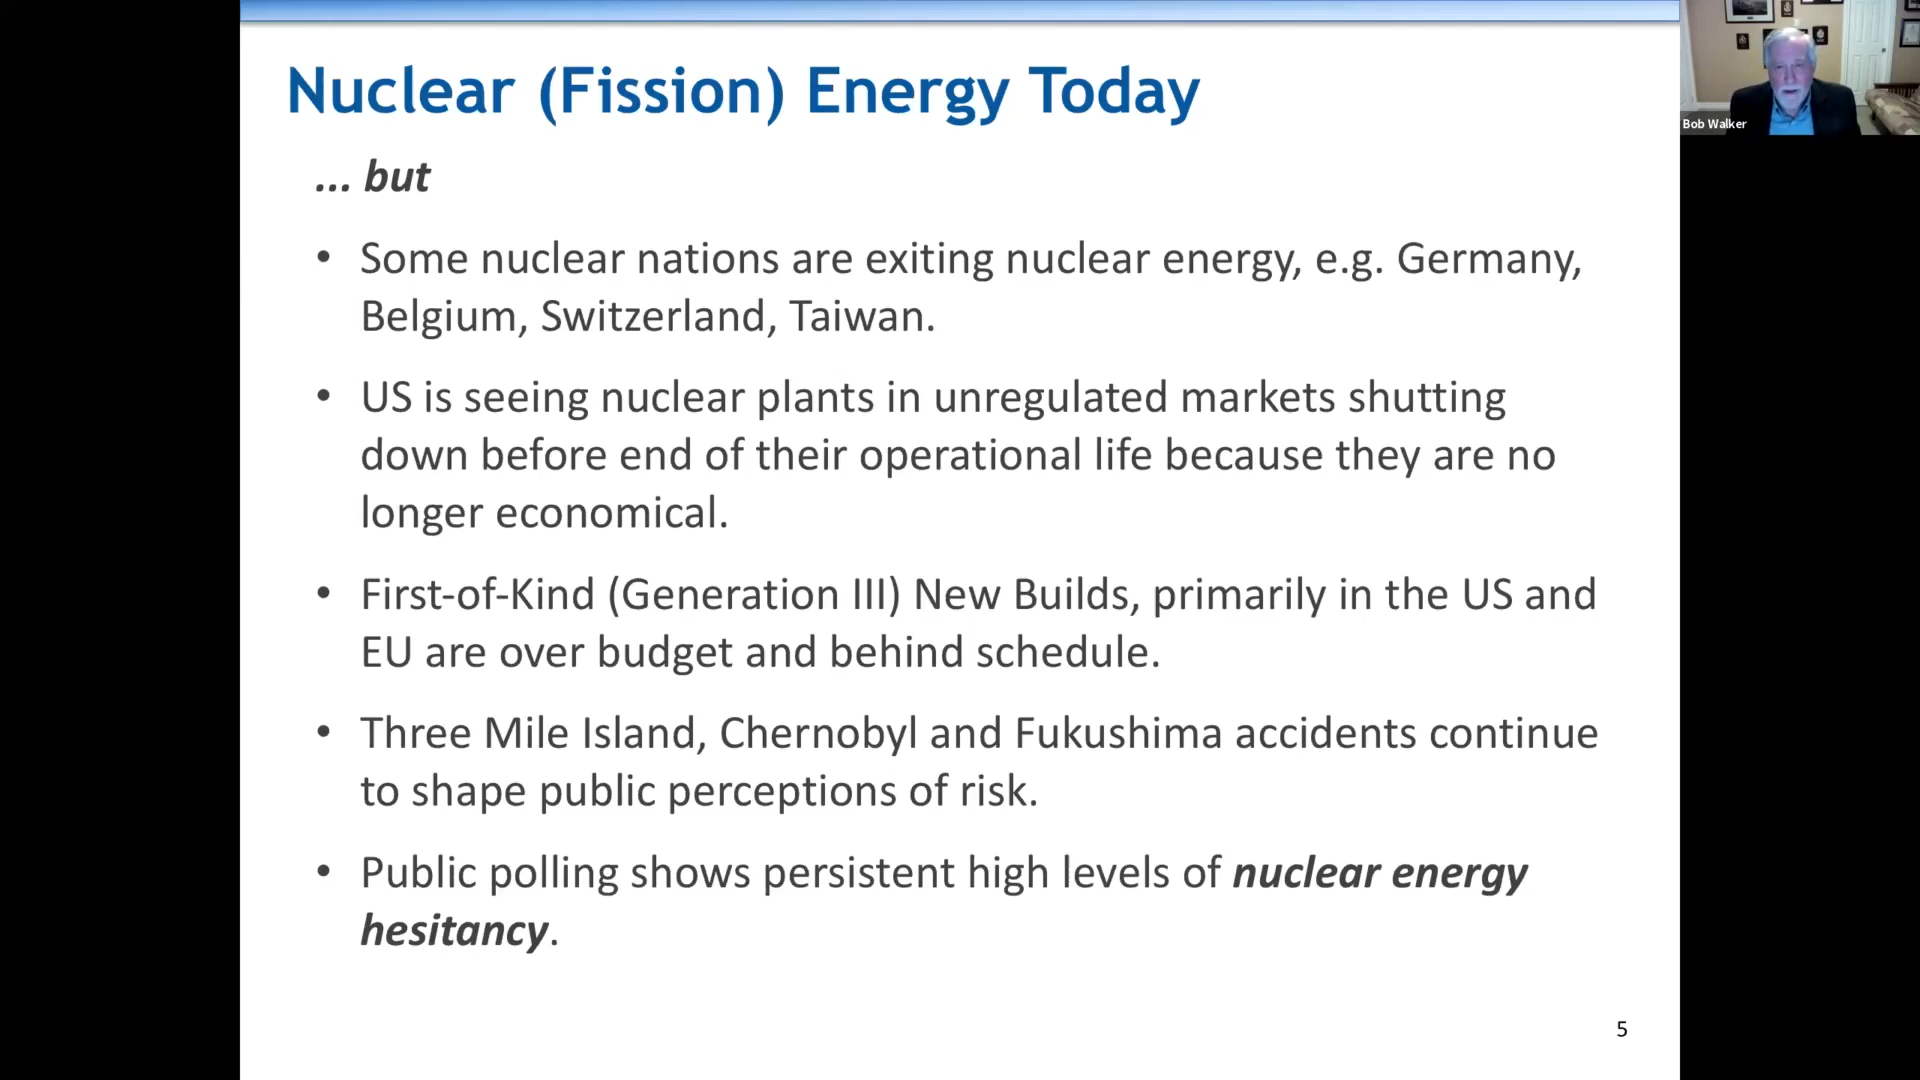 Nuclear (Fission) Energy Today
Bob Walker
... but
• Some nuclear nations are exiting nuclear energy, e.g. Germany,
Belgium, Switzerland, Taiwan.
• US is seeing nuclear plants in unregulated markets shutting
down before end of their operational life because they are no
longer economical.
• First-of-Kind (Generation III) New Builds, primarily in the US and
EU are over budget and behind schedule.
• Three Mile Island, Chernobyl and Fukushima accidents continue
to shape public perceptions of risk.
• Public polling shows persistent high levels of nuclear energy
hesitancy.
5